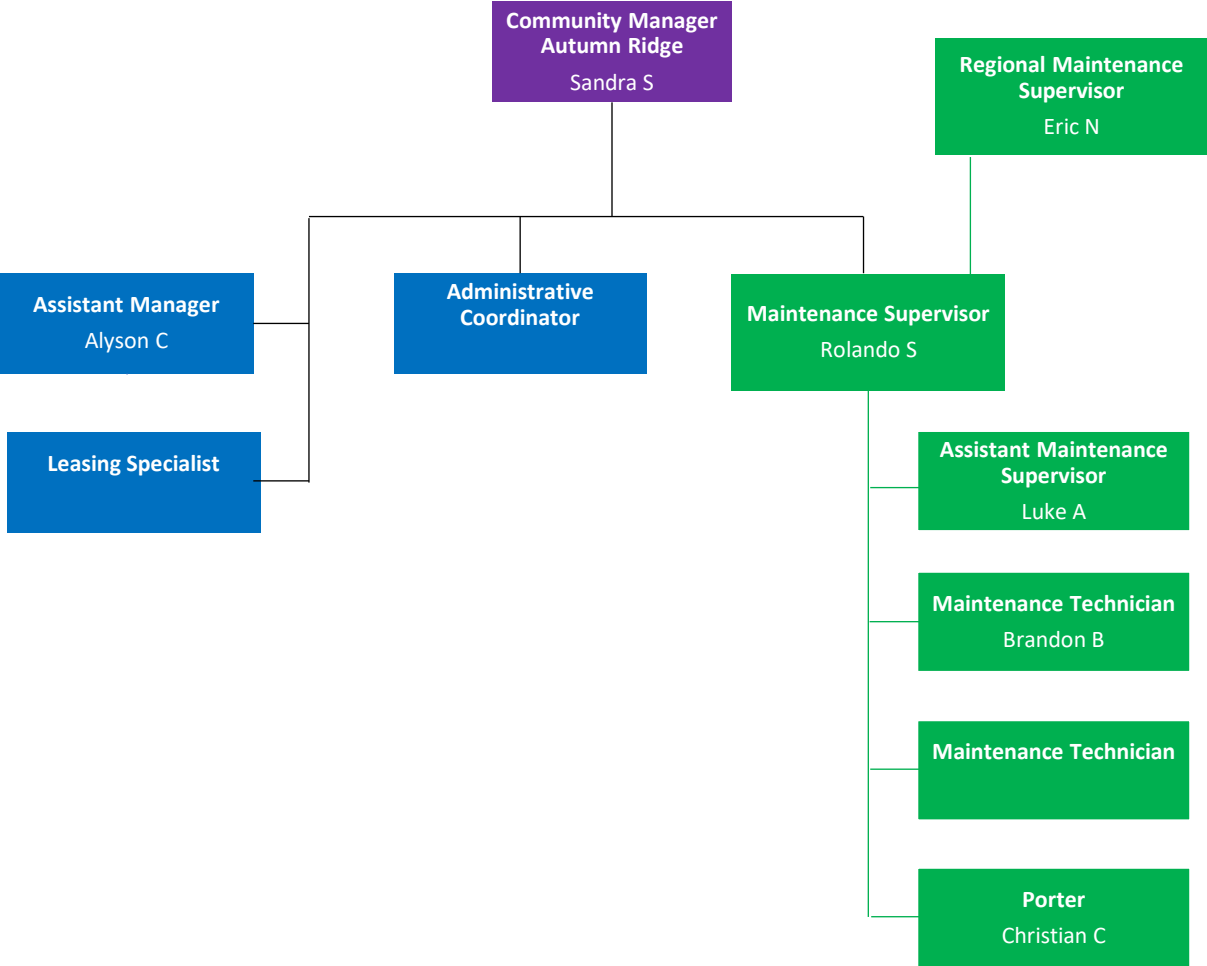 Community Manager
Autumn Ridge
Sandra S
Regional Maintenance
Supervisor
Eric N
Assistant Manager
Alyson C
Administrative
Coordinator
Maintenance Supervisor
Rolando S
Leasing Specialist
Assistant Maintenance
Supervisor
Luke A
Maintenance Technician
Brandon B
Maintenance Technician
Porter
Christian C